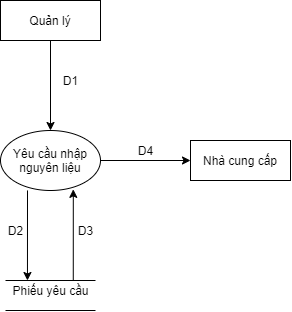 Quản lý
D1
Yêu cầu nhập
nguyên liệu
D4
Nhà cung cấp
D2
D3
Phiếu yêu cầu